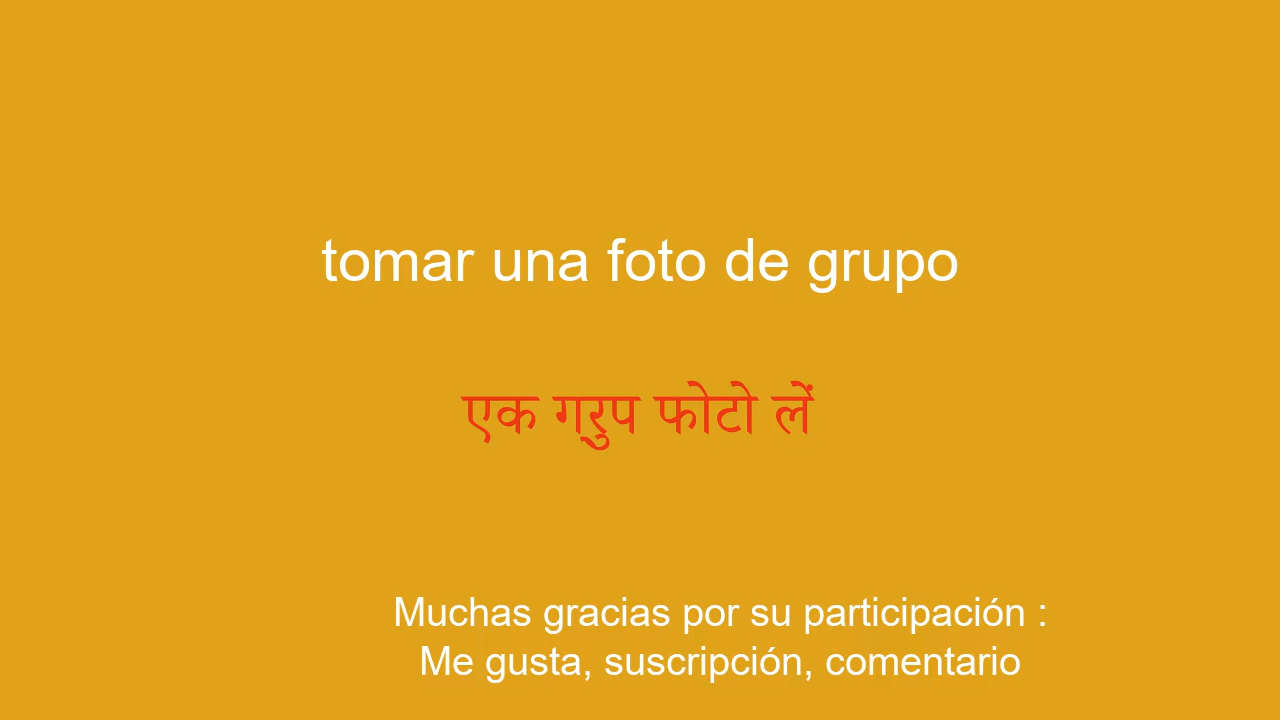 tomar una foto de grupo
एक ग्रुप फोटो लें
Muchas gracias por su participación :
Me gusta, suscripción, comentario